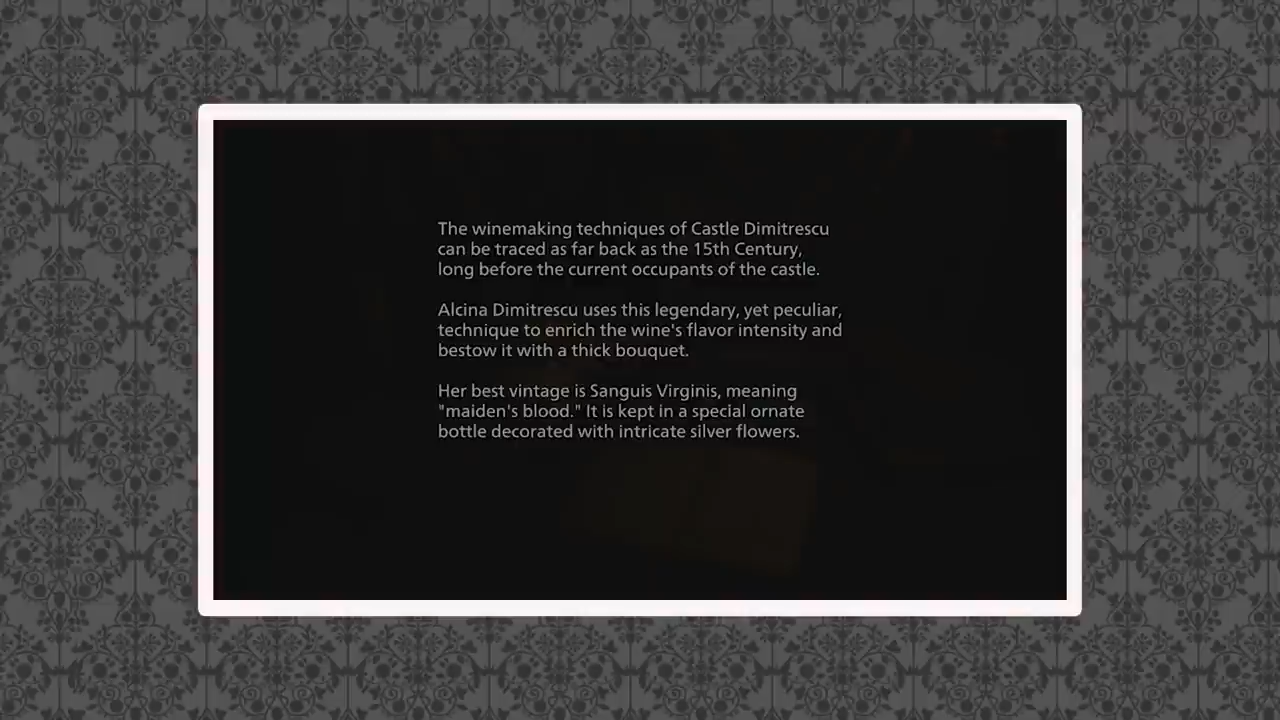 The winemaking techniques of Castle Dimitrescu
can be traced as far back as the 15th Century,
long before the current occupants of the castle.
Alcina Dimitrescu uses this legendary, yet peculiar,
technique to enrich the wine's flavor intensity and
bestow it with a thick bouquet.
Her best vintage is Sanguis Virginis, meaning
"maiden's blood." It is kept in a special ornate
bottle decorated with intricate silver flowers.